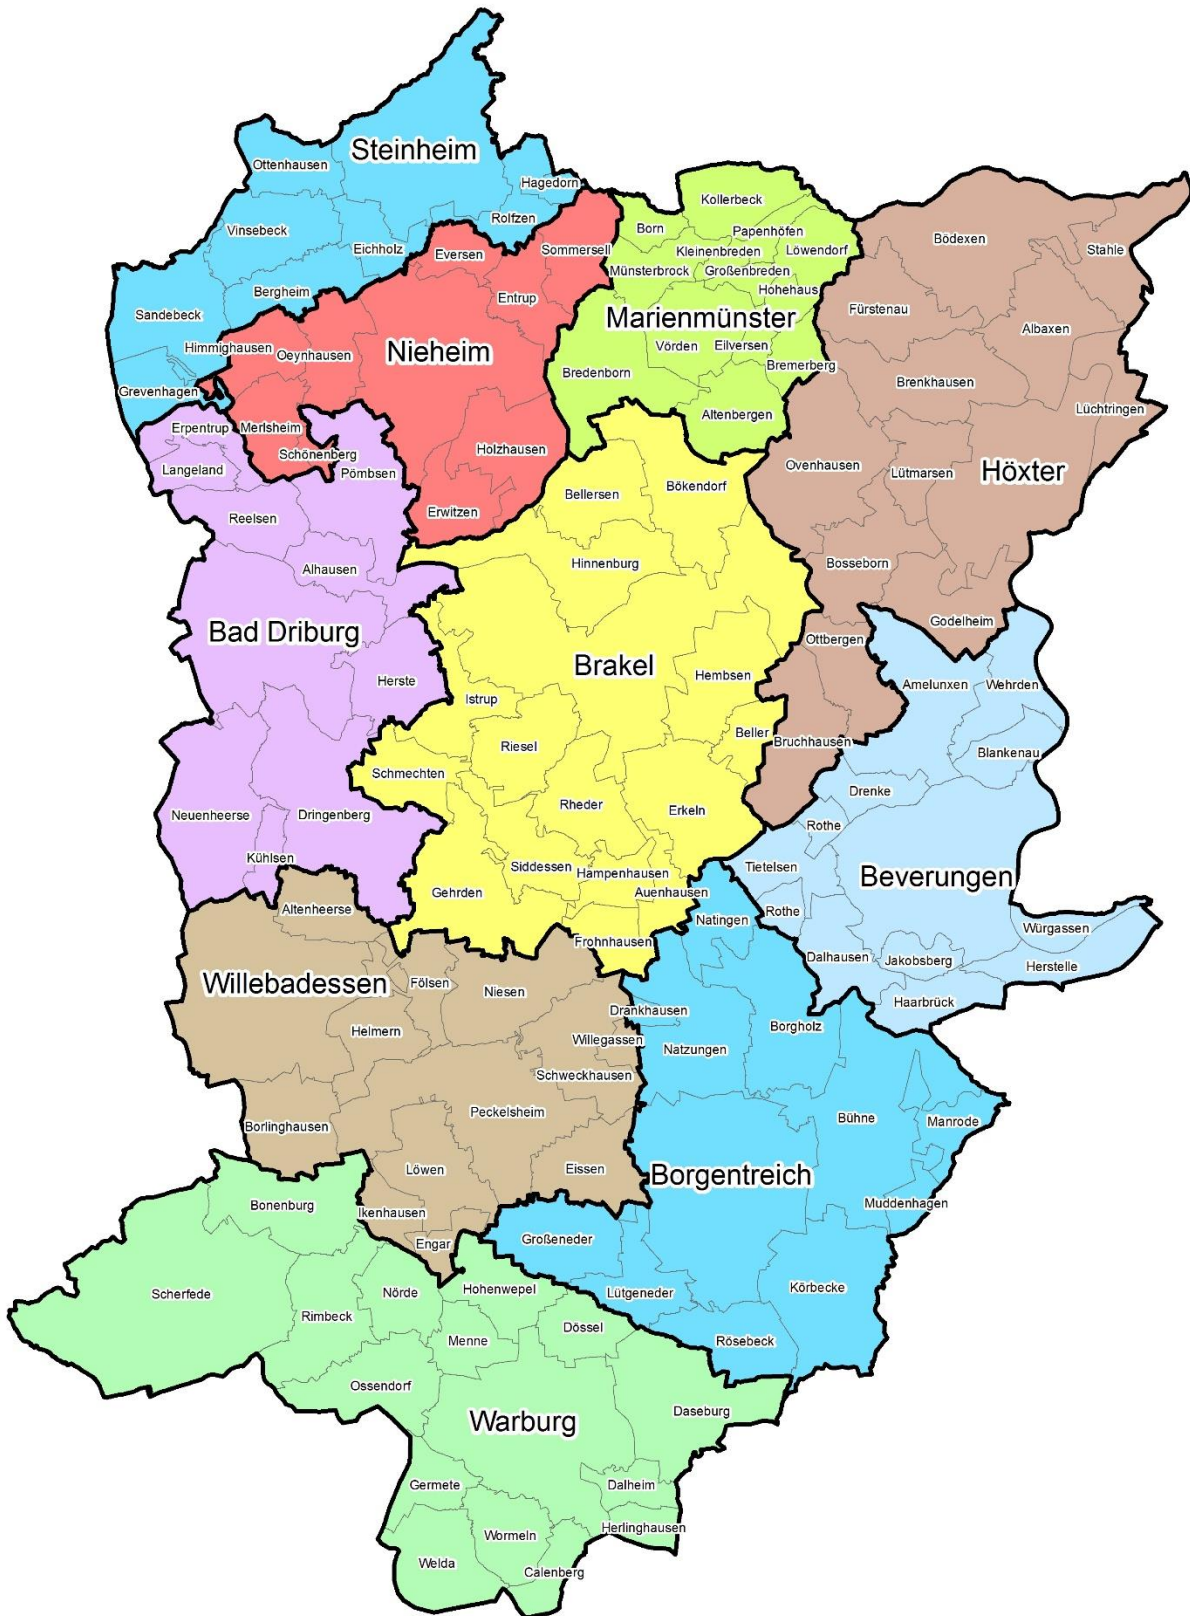 Steinheim
Ottenhausen
Hagedorn
Rolfzen
Vinsebeck
Eichholz
Bergheim
Sandebeck
Himmighausen
Grevenhagen
Eversen
Sommersell
Entrup
Oeynhausen
Nieheim
Merlsheim
Schönenberg
Holzhausen
Erwitzen
Kollerbeck
Born
Papenhöfen
Kleinenbreden
Löwendorf
Münsterbrock
Großenbreden
Hohehaus
Marienmünster
Vörden
Eilversen
Bremerberg
Bredenborn
Altenbergen
Bödexen
Stahle
Fürstenau
Albaxen
Brenkhausen
Lüchtringen
Ovenhausen
Lütmarsen
Höxter
Bosseborn
Godelheim
Ottbergen
Bruchhausen
Erpentrup
Langeland
Pömbsen
Reelsen
Alhausen
Bad Driburg
Herste
Neuenheerse
Dringenberg
Kühlsen
Bellersen
Bökendorf
Hinnenburg
Brakel
Hembsen
Istrup
Riesel
Beller
Schmechten
Rheder
Erkeln
Siddessen
Hampenhausen
Gehrden
Auenhausen
Frohnhausen
Amelunxen
Wehrden
Blankenau
Drenke
Rothe
Tietelsen
Beverungen
Rothe
Würgassen
Dalhausen
Jakobsberg
Herstelle
Haarbrück
Altenheerse
Willebadessen
Fölsen
Niesen
Helmern
Willegassen
Schweckhausen
Peckelsheim
Borlinghausen
Löwen
Eissen
Ikenhausen
Engar
Natingen
Drankhausen
Borgholz
Natzungen
Bühne
Manrode
Borgentreich
Muddenhagen
Großeneder
Lütgeneder
Körbecke
Rösebeck
Bonenburg
Scherfede
Nörde
Hohenwepel
Rimbeck
Menne
Dössel
Ossendorf
Warburg
Daseburg
Germete
Dalheim
Wormeln
Herlinghausen
Welda
Calenberg